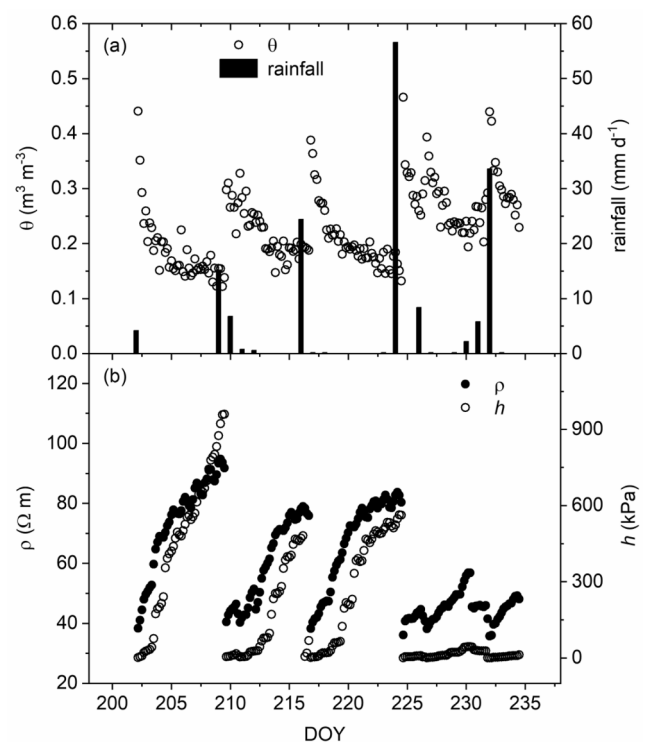 (a)
θ
rainfall
0.6
0.5
0.4
0.3
0.2
0.1
0.0
θ (m³ m⁻³)
60
50
40
30
20
10
0
rainfall (mm d⁻¹)
(b)
ρ
h
120
100
80
60
40
20
ρ (Ω m)
900
600
300
0
h (kPa)
200 205 210 215 220 225 230 235
DOY